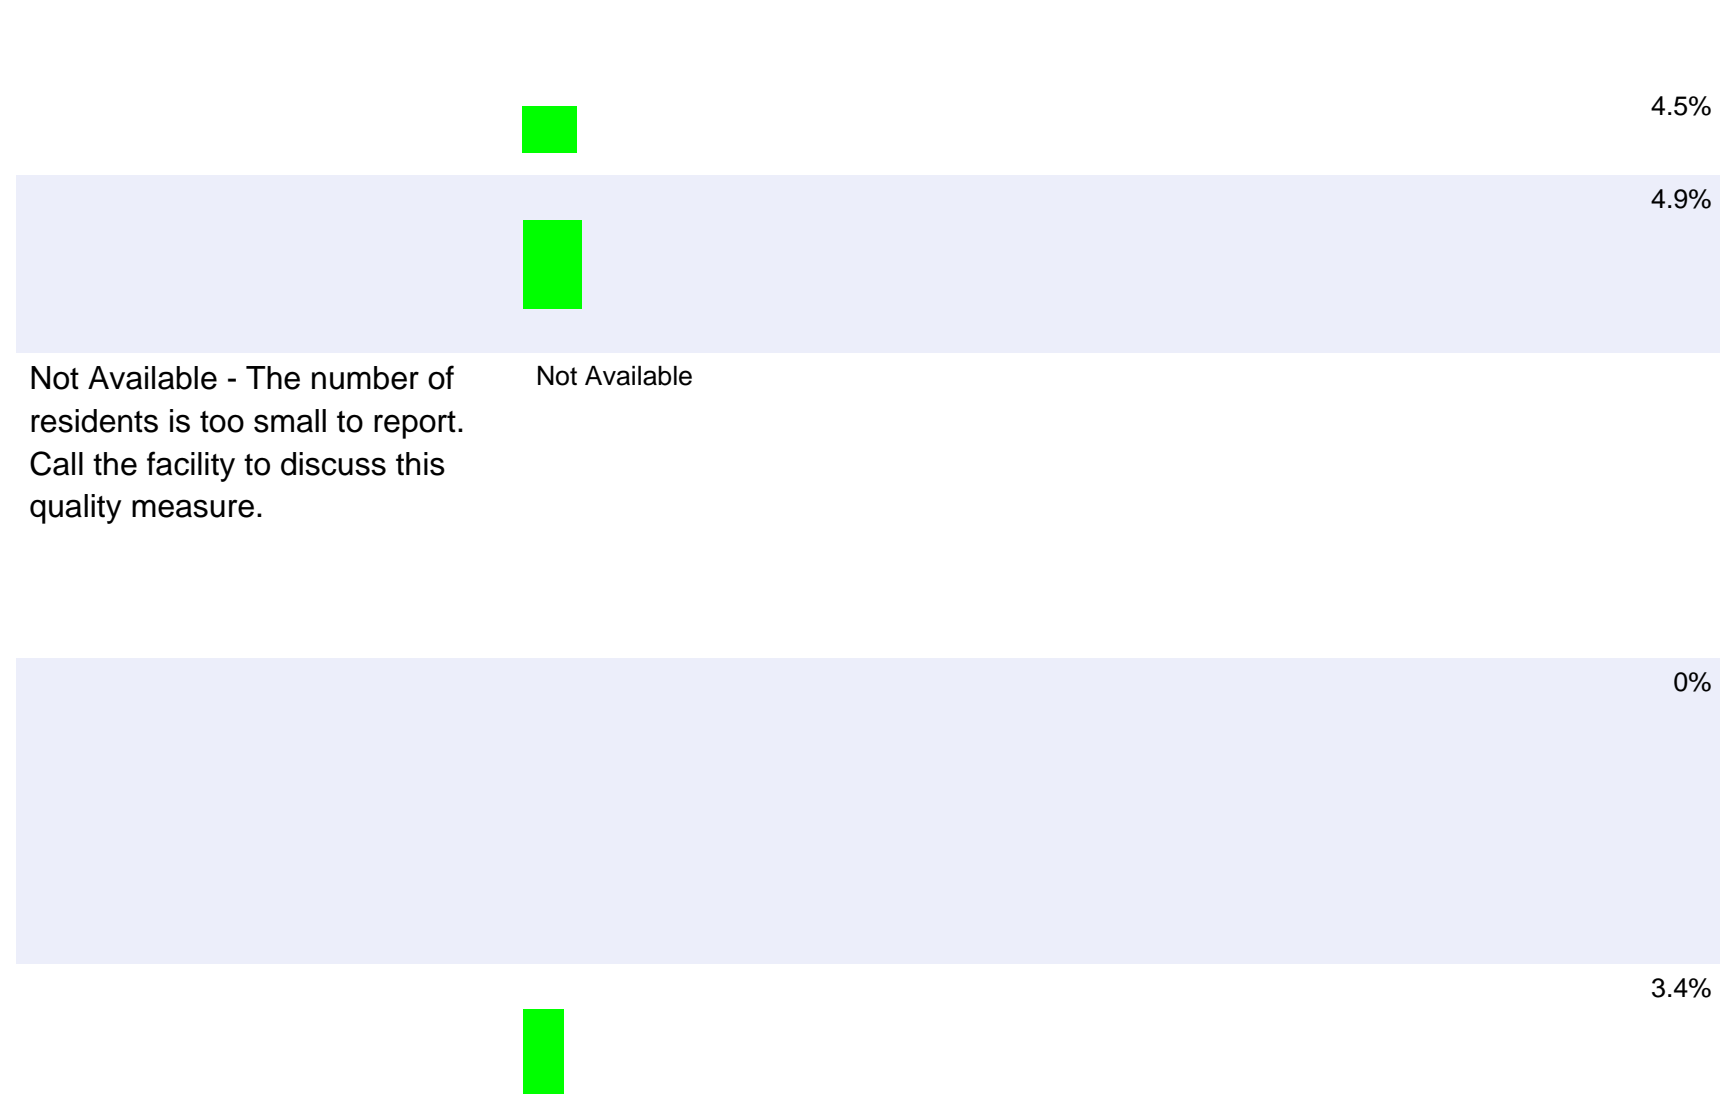 4.5%
4.9%
Not Available - The number of
residents is too small to report.
Call the facility to discuss this
quality measure.
Not Available
0%
3.4%